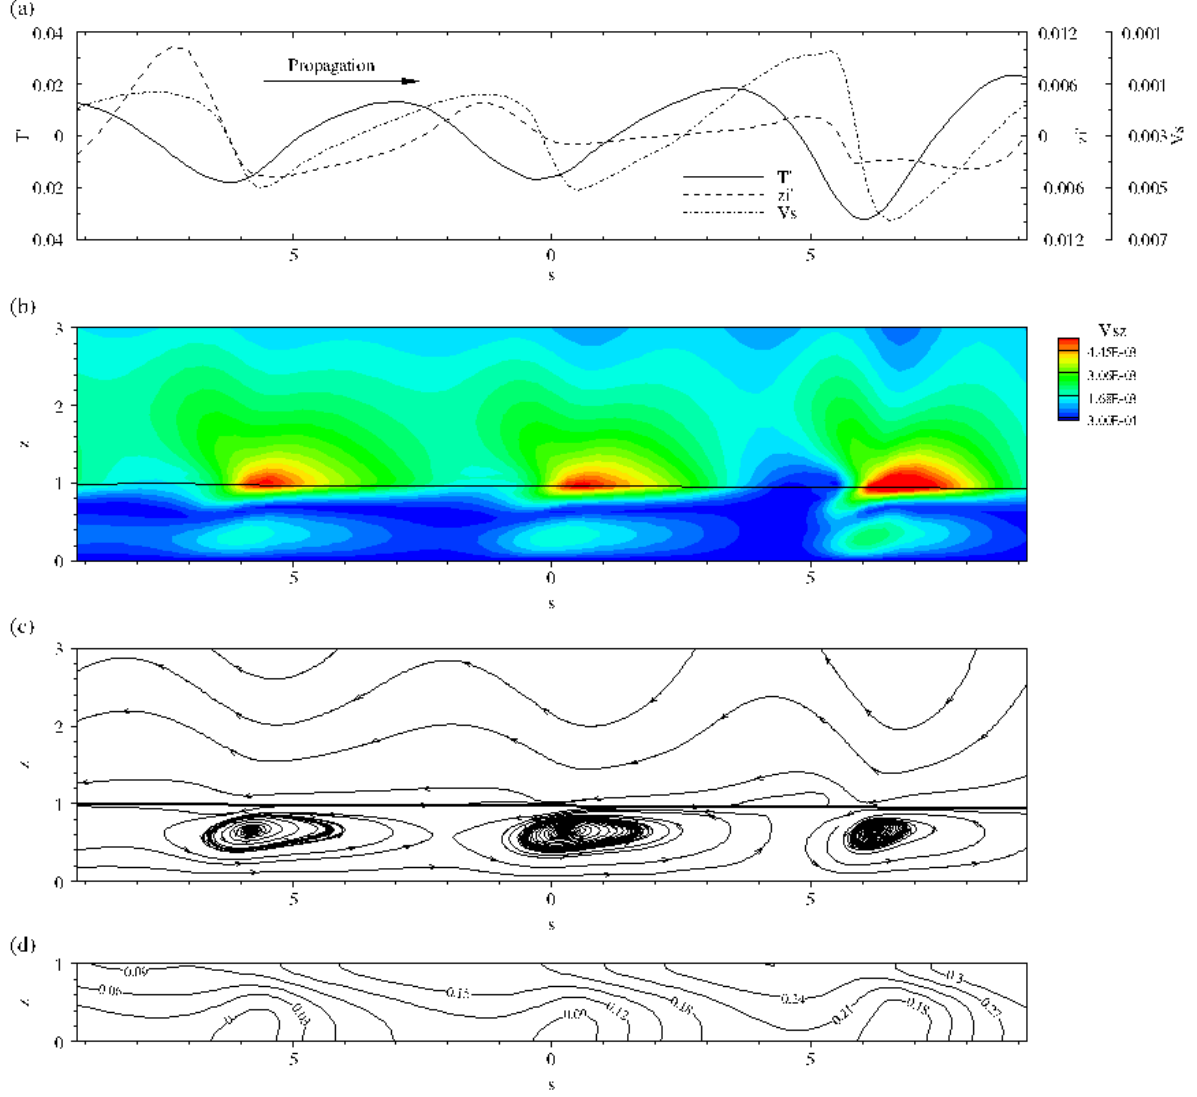 (a)
0.04
0.02
0
0.02
0.04
T'
Propagation
T'
zi'
Vs
5 0 5
s
0.012
0.006
0
0.006
0.012
zi'
0.001
0.001
0.003
0.005
0.007
Vs
(b)
3
2
1
0
z
5 0 5
s
Vsz
4.45E-03
3.06E-03
1.68E-03
3.00E-04
(c)
3
2
1
0
z
5 0 5
s
(d)
1
0
z
0.09
0.06
0
0.03
0.15
0.09
0.12
0.18
0.24
0.21
0.18
0.3
0.27
5 0 5
s